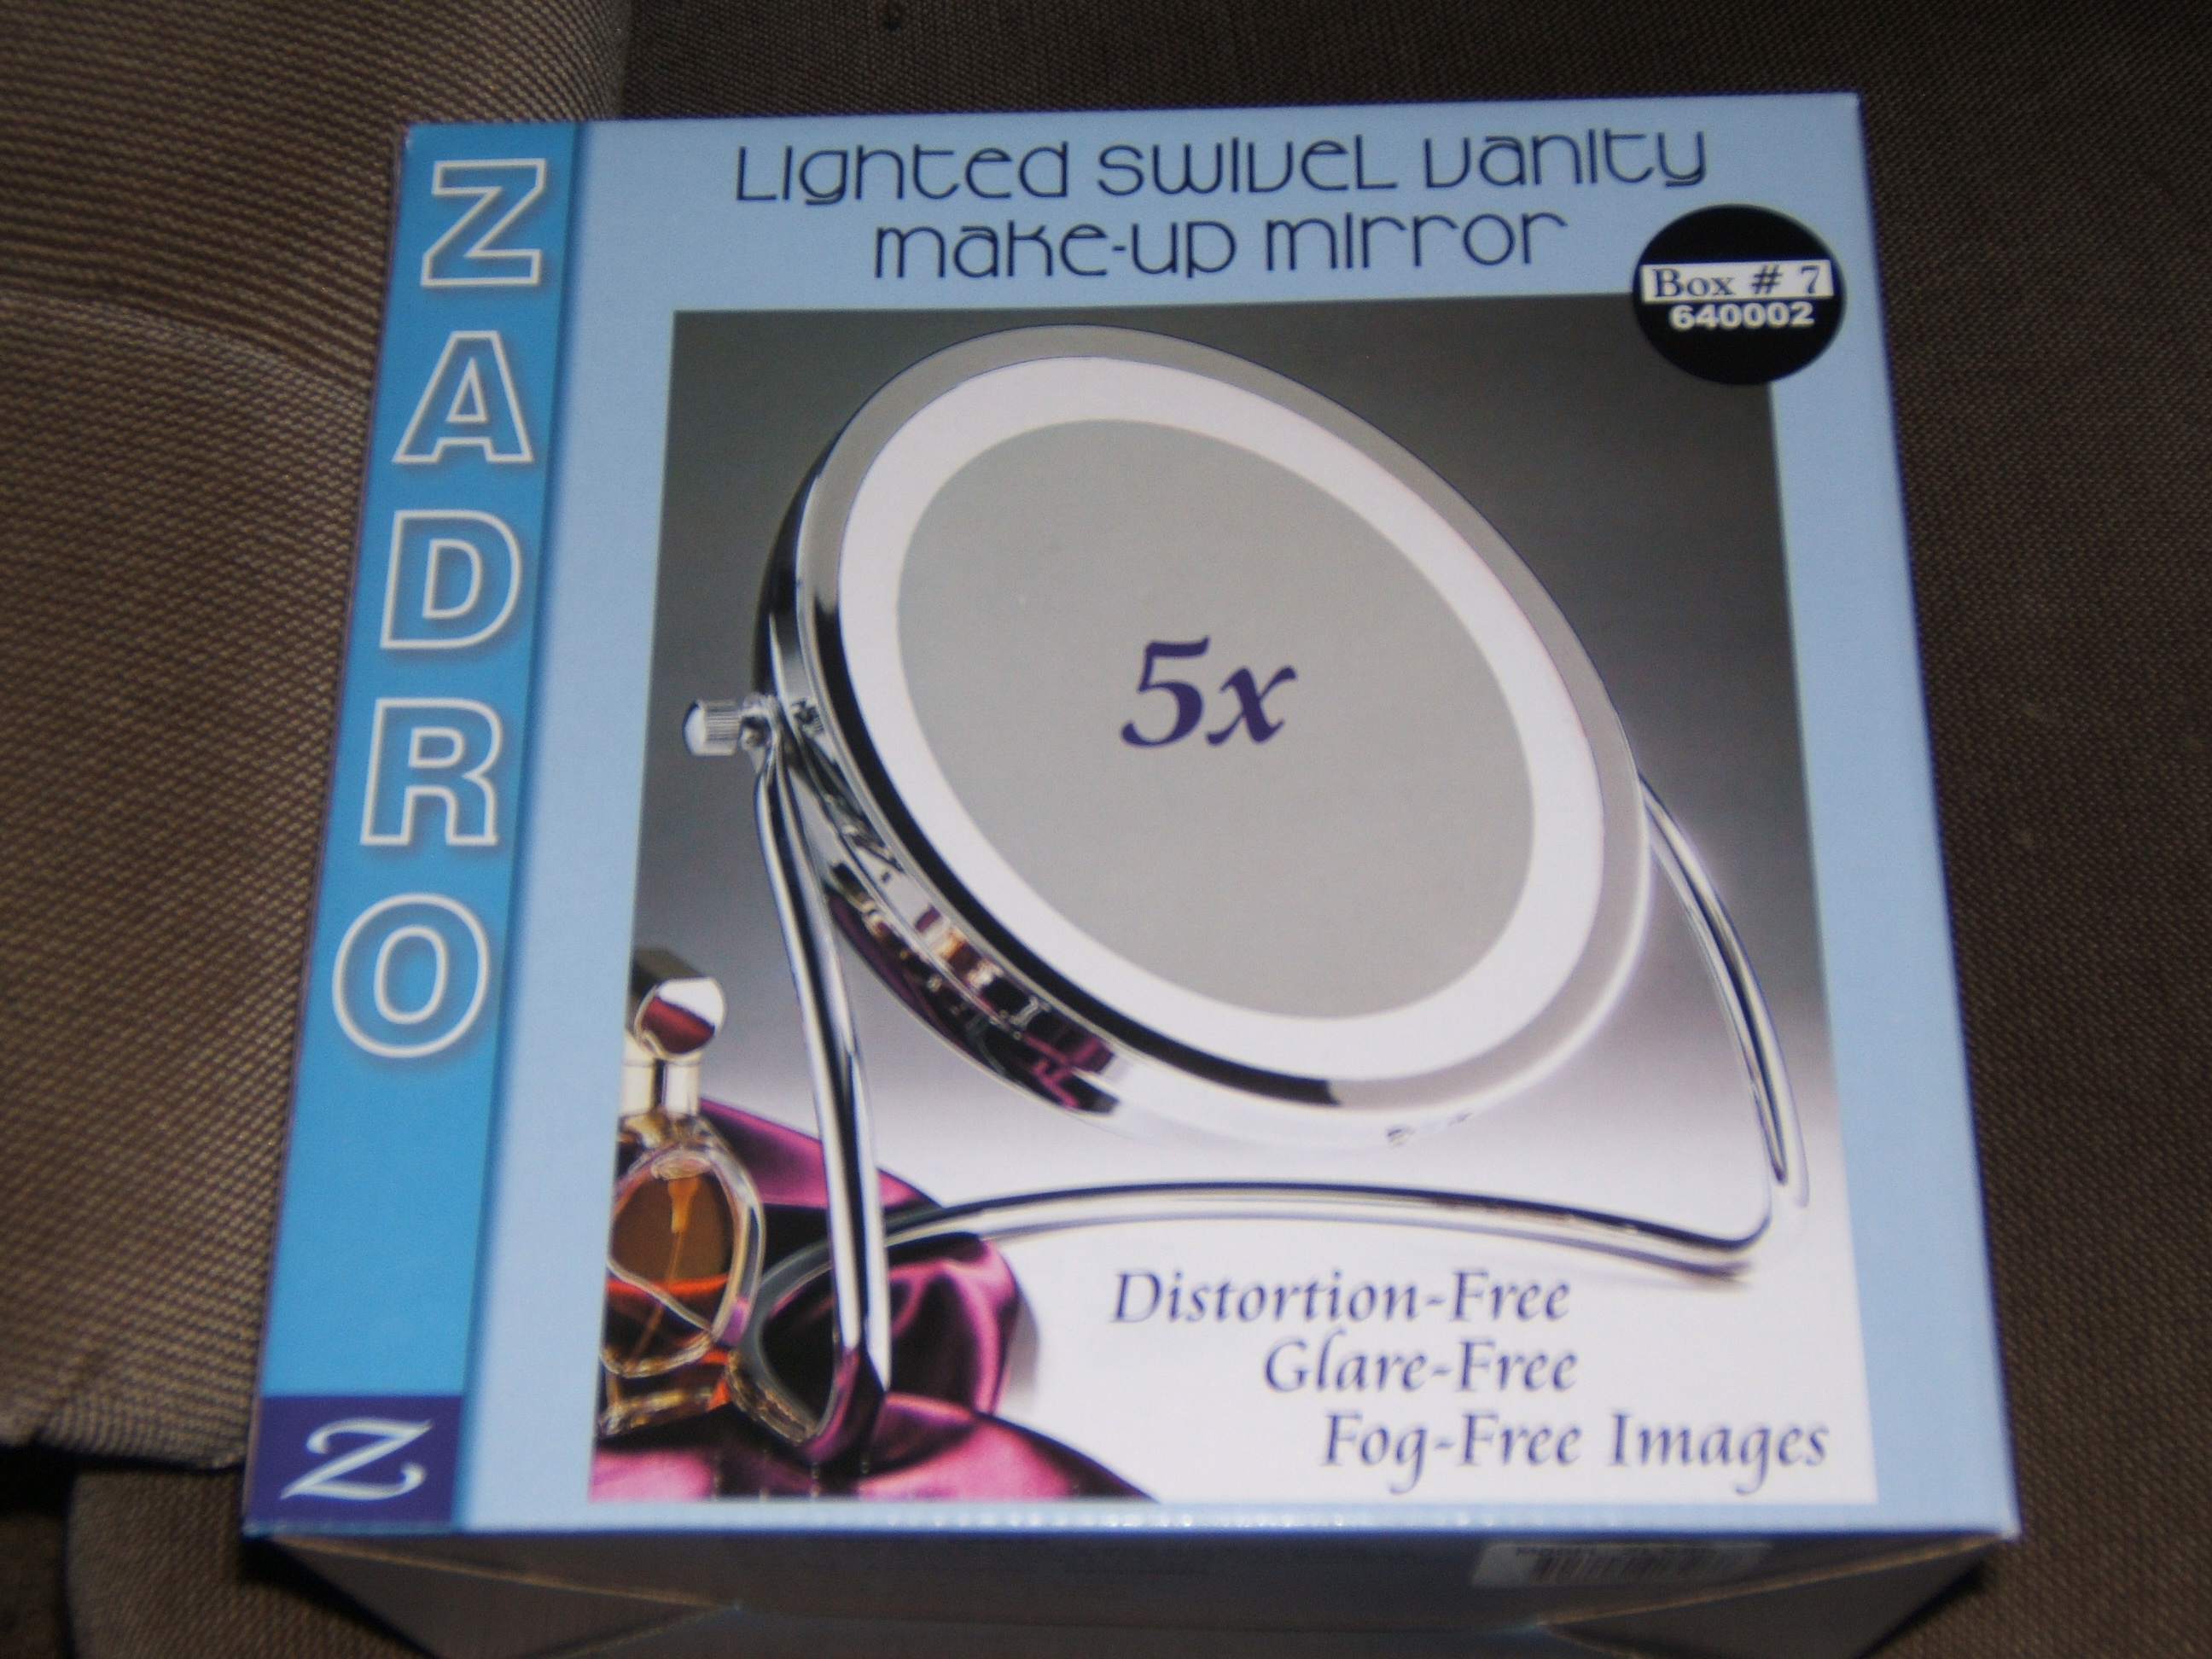 ZADRO
Lighted swivel vanity
make-up mirror
Box # 7
640002
5x
Distortion-Free
Glare-Free
Fog-Free Images
Z